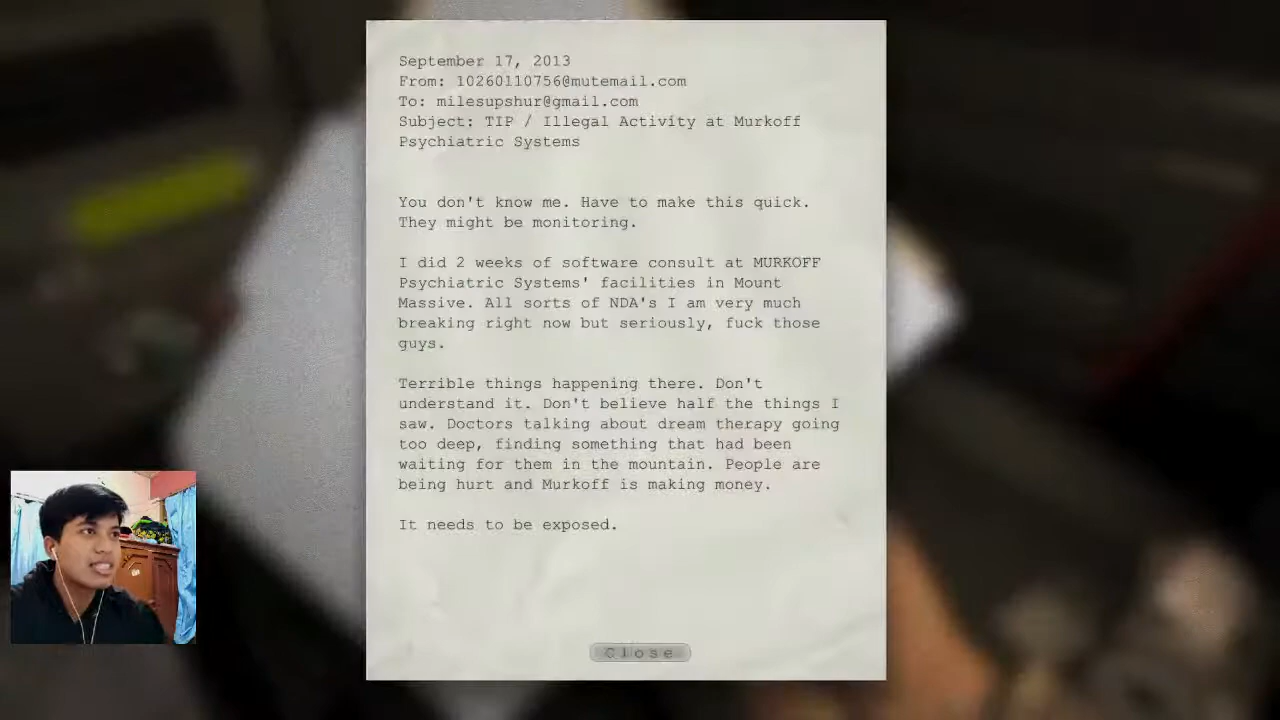 September 17, 2013
From: 10260110756@mutemail.com
To: milesupshur@gmail.com
Subject: TIP / Illegal Activity at Murkoff
Psychiatric Systems
You don't know me. Have to make this quick.
They might be monitoring.
I did 2 weeks of software consult at MURKOFF
Psychiatric Systems' facilities in Mount
Massive. All sorts of NDA's I am very much
breaking right now but seriously, fuck those
guys.
Terrible things happening there. Don't
understand it. Don't believe half the things I
saw. Doctors talking about dream therapy going
too deep, finding something that had been
waiting for them in the mountain. People are
being hurt and Murkoff is making money.
It needs to be exposed.
Close